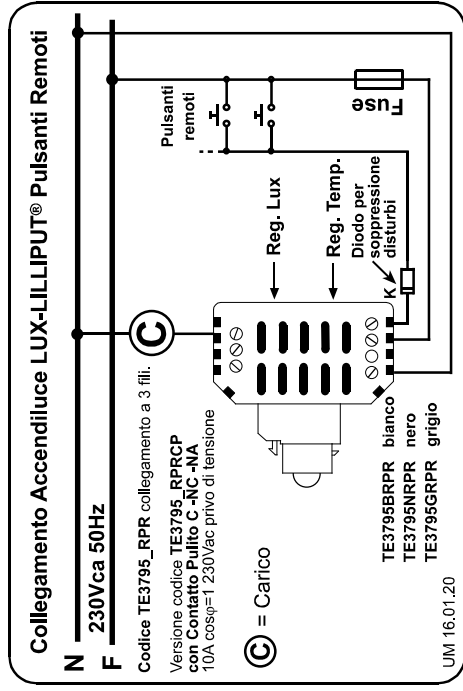 Collegamento Accendiluce LUX-LILLIPUT® Pulsanti Remoti
N
230Vca 50Hz
F
Codice TE3795_RPR collegamento a 3 fili.
Versione codice TE3795_RPRCP
con Contatto Pulito C -NC -NA
10A cosφ=1 230Vac privo di tensione
C = Carico
C
Pulsanti
remoti
Fuse
Reg. Lux
Reg. Temp.
Diodo per
soppressione
disturbi
K
TE3795BRPR bianco
TE3795NRPR nero
TE3795GRPR grigio
UM 16.01.20